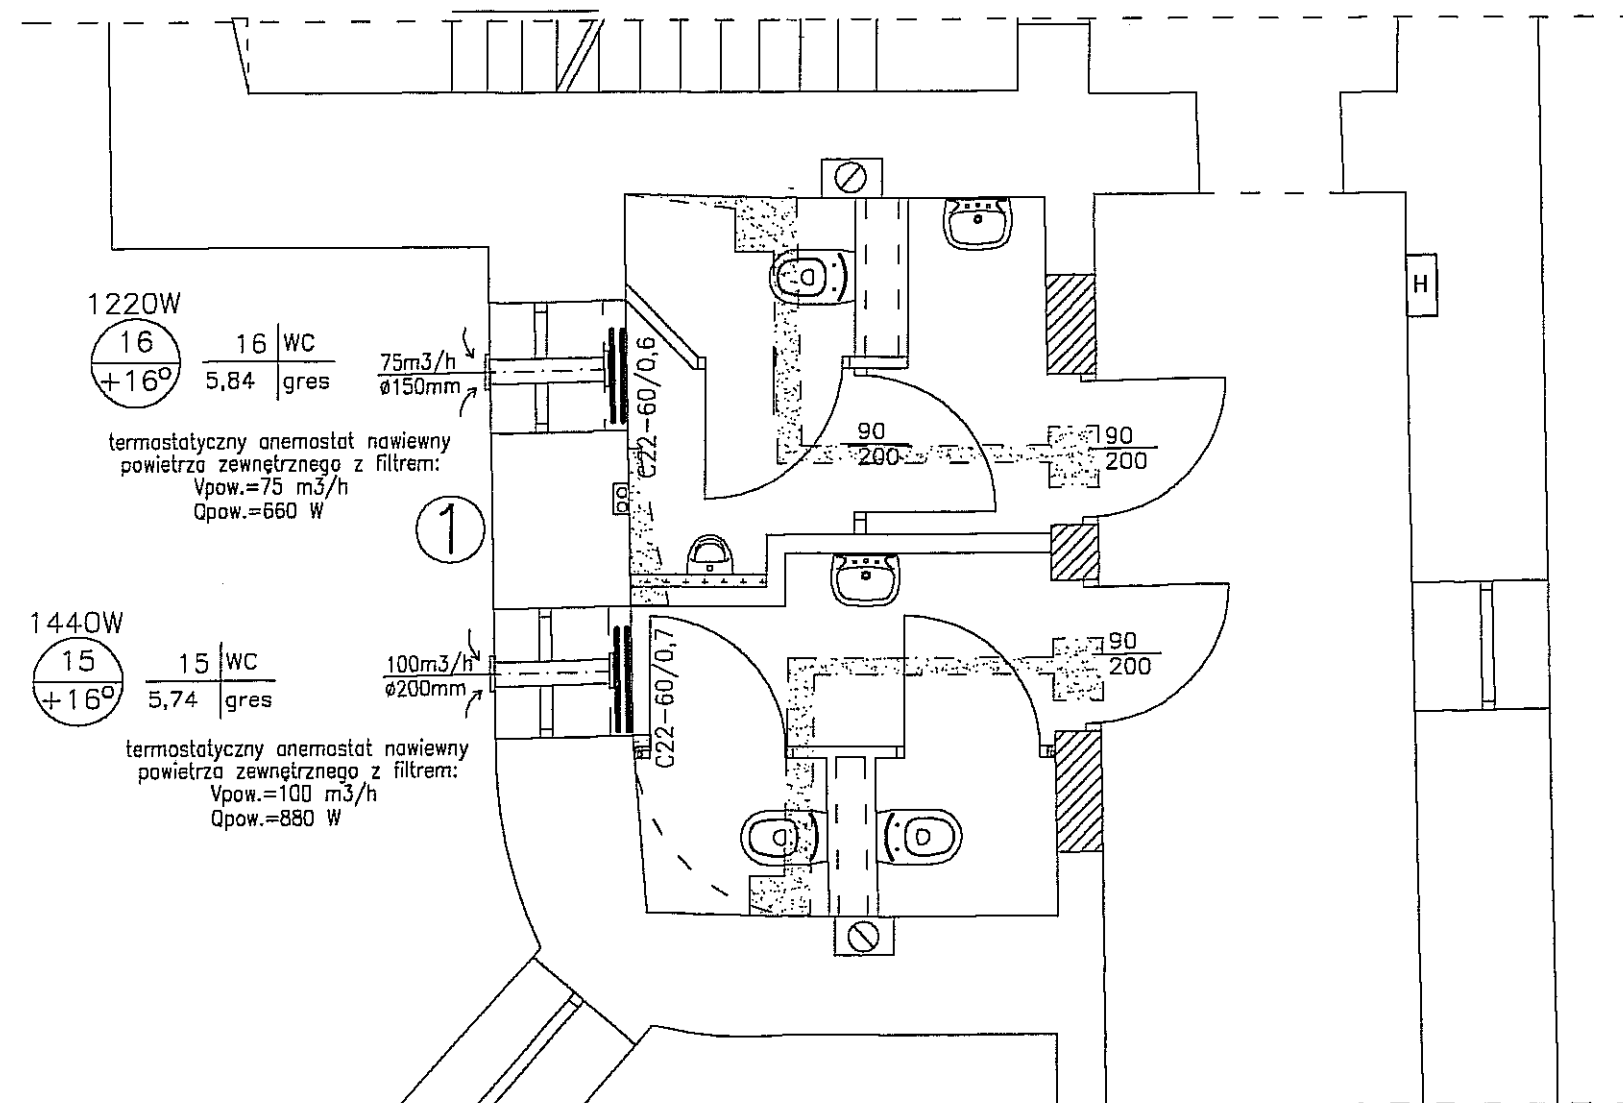 1220W
16
+16°
16 WC
5,84 gres
75m3/h
ø150mm
termostatyczny anemostat nawiewny
powietrza zewnętrznego z filtrem:
Vpow.=75 m3/h
Qpow.=660 W
C22-60/0,6
1
90
200
90
200
H
1440W
15
+16°
15 WC
5,74 gres
100m3/h
ø200mm
termostatyczny anemostat nawiewny
powietrza zewnętrznego z filtrem:
Vpow.=100 m3/h
Qpow.=880 W
C22-60/0,7
90
200